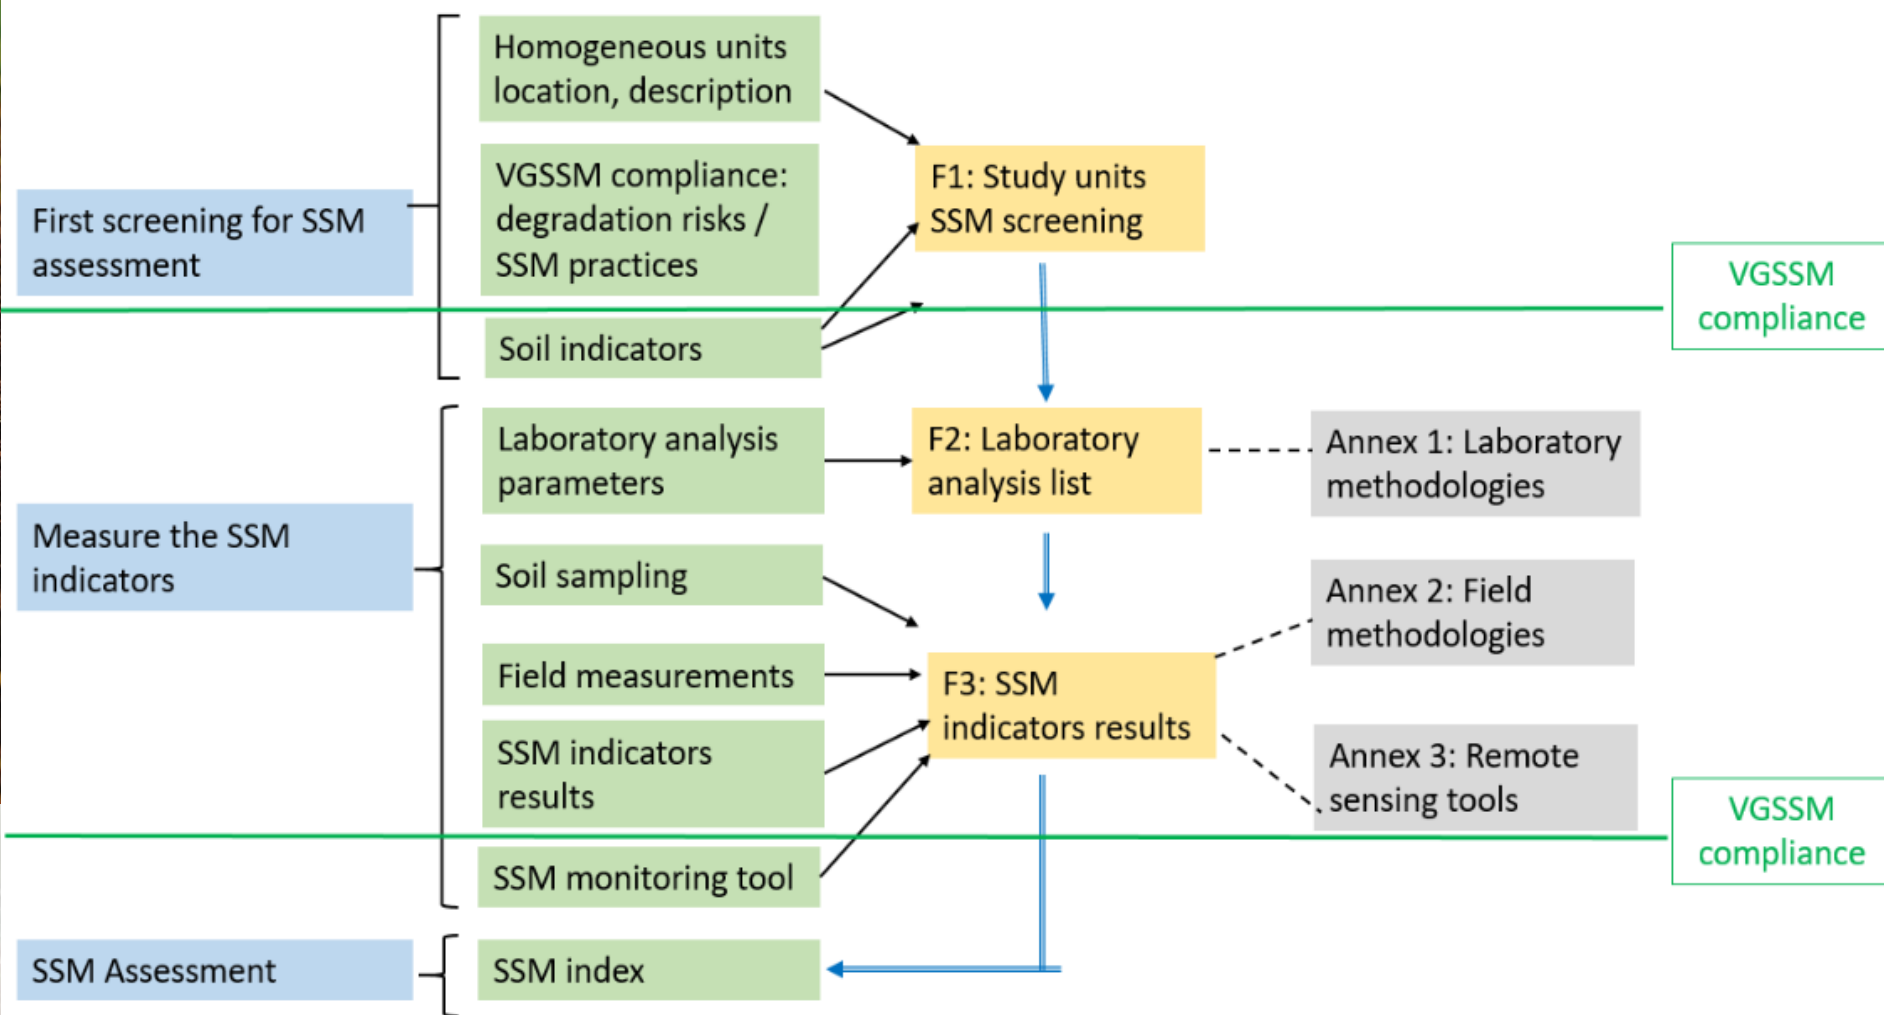 Homogeneous units
location, description
VGSSM compliance:
degradation risks /
SSM practices
F1: Study units
SSM screening
First screening for SSM
assessment
VGSSM
compliance
Soil indicators
Laboratory analysis
parameters
F2: Laboratory
analysis list
Annex 1: Laboratory
methodologies
Measure the SSM
indicators
Soil sampling
Annex 2: Field
methodologies
Field measurements
F3: SSM
indicators results
SSM indicators
results
Annex 3: Remote
sensing tools
VGSSM
compliance
SSM monitoring tool
SSM Assessment
SSM index